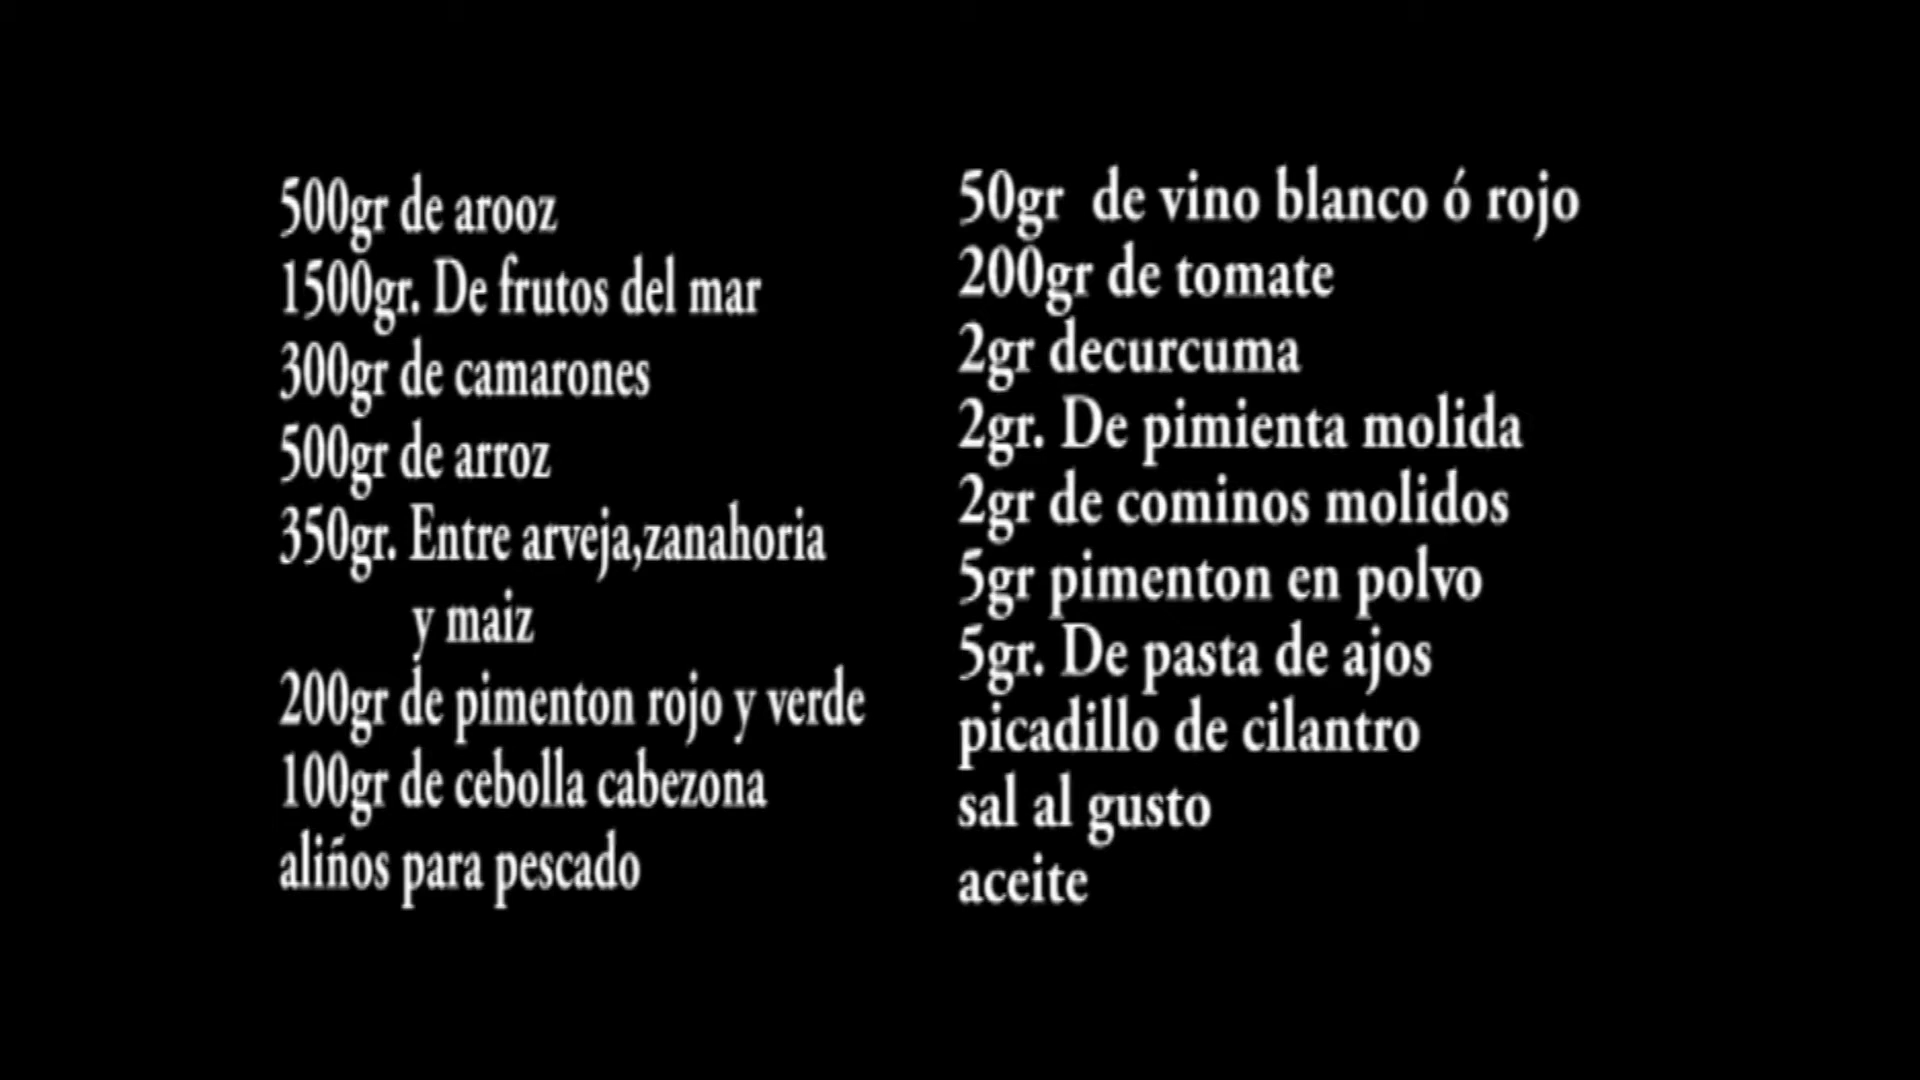 500gr de arooz
1500gr. De frutos del mar
300gr de camarones
500gr de arroz
350gr. Entre arveja,zanahoria
y maiz
200gr de pimenton rojo y verde
100gr de cebolla cabezona
aliños para pescado
50gr  de vino blanco ó rojo
200gr de tomate
2gr decurcuma
2gr. De pimienta molida
2gr de cominos molidos
5gr pimenton en polvo
5gr. De pasta de ajos
picadillo de cilantro
sal al gusto
aceite